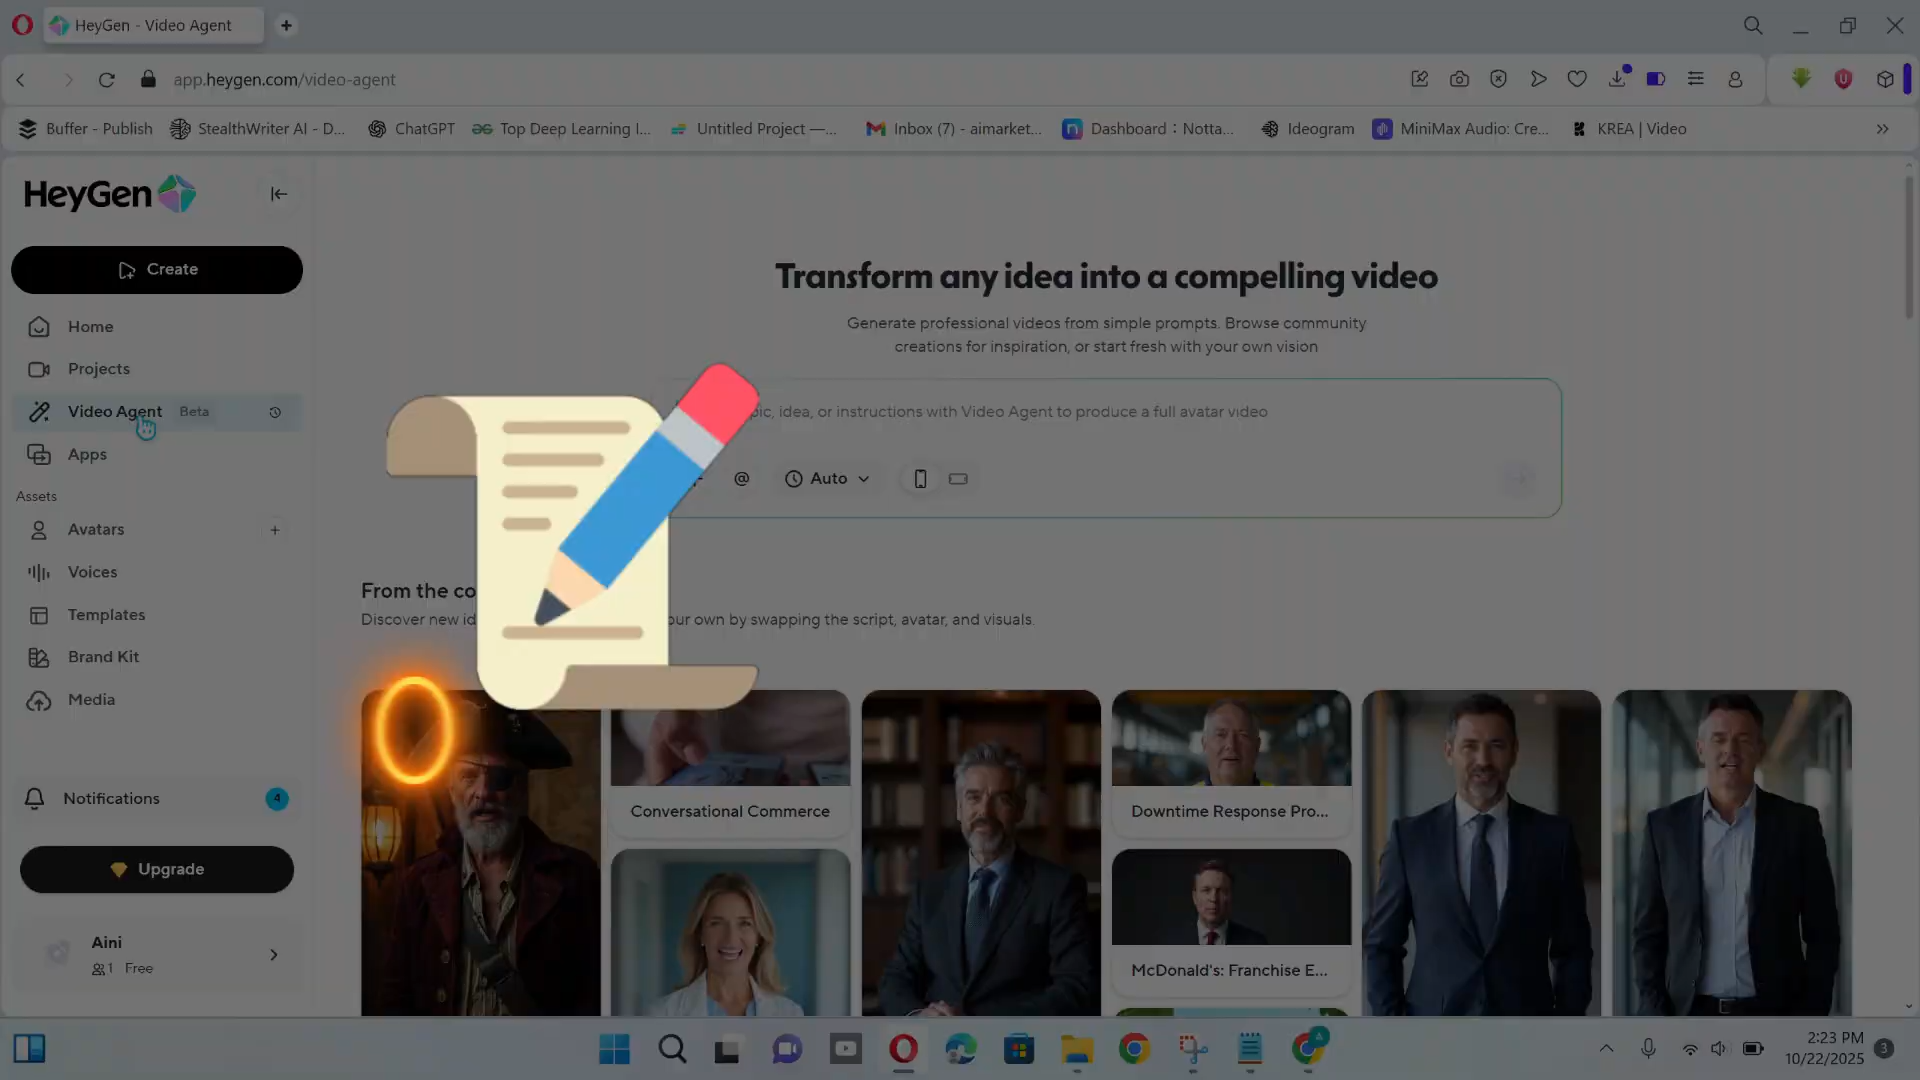 HeyGen - Video Agent
app.heygen.com/video-agent
Buffer - Publish
StealthWriter AI - D...
ChatGPT
Top Deep Learning I...
Untitled Project —...
Inbox (7) - aimarket...
Dashboard : Notta...
Ideogram
MiniMax Audio: Cre...
KREA | Video
HeyGen
Create
Home
Projects
Video Agent Beta
Apps
Assets
Avatars
Voices
Templates
Brand Kit
Media
Notifications 4
Upgrade
Aini
1 Free
Transform any idea into a compelling video
Generate professional videos from simple prompts. Browse community
creations for inspiration, or start fresh with your own vision
idea, or instructions with Video Agent to produce a full avatar video
@ Auto
From the
Discover new own by swapping the script, avatar, and visuals.
Conversational Commerce
Downtime Response Pro...
McDonald's: Franchise E...
2:23 PM
10/22/2025
3